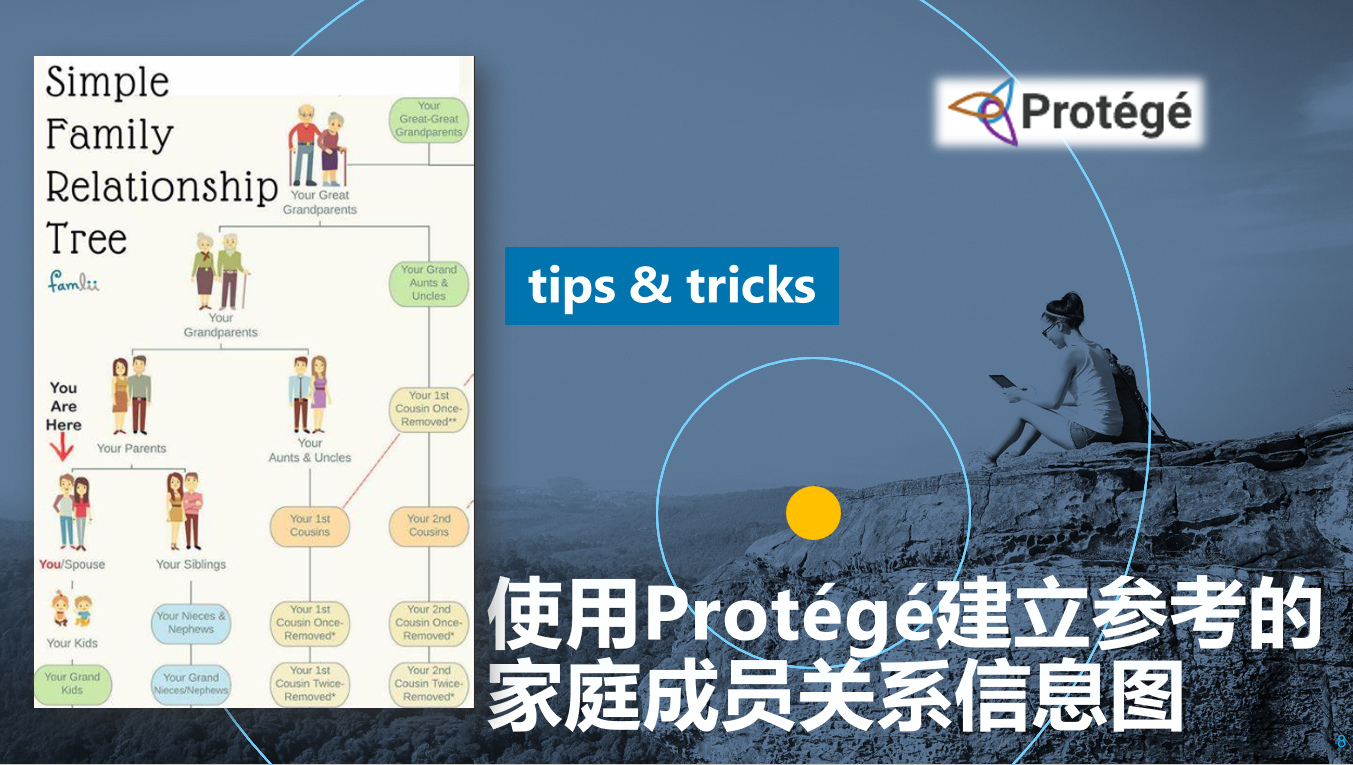 Simple
Family
Relationship
Tree
famlii
Your
Great-Great
Grandparents
Your Great
Grandparents
Your Grand
Aunts &
Uncles
Your
Grandparents
You
Are
Here
Your Parents
Your
Aunts & Uncles
Your 1st
Cousin Once-
Removed**
You/Spouse
Your Siblings
Your 1st
Cousins
Your 2nd
Cousins
Your Kids
Your Nieces &
Nephews
Your 1st
Cousin Once-
Removed*
Your 2nd
Cousin Once-
Removed*
Your Grand
Kids
Your Grand
Nieces/Nephews
Your 1st
Cousin Twice-
Removed*
Your 2nd
Cousin Twice-
Removed*
Protégé
tips & tricks
使用Protégé建立参考的
家庭成员关系信息图
8